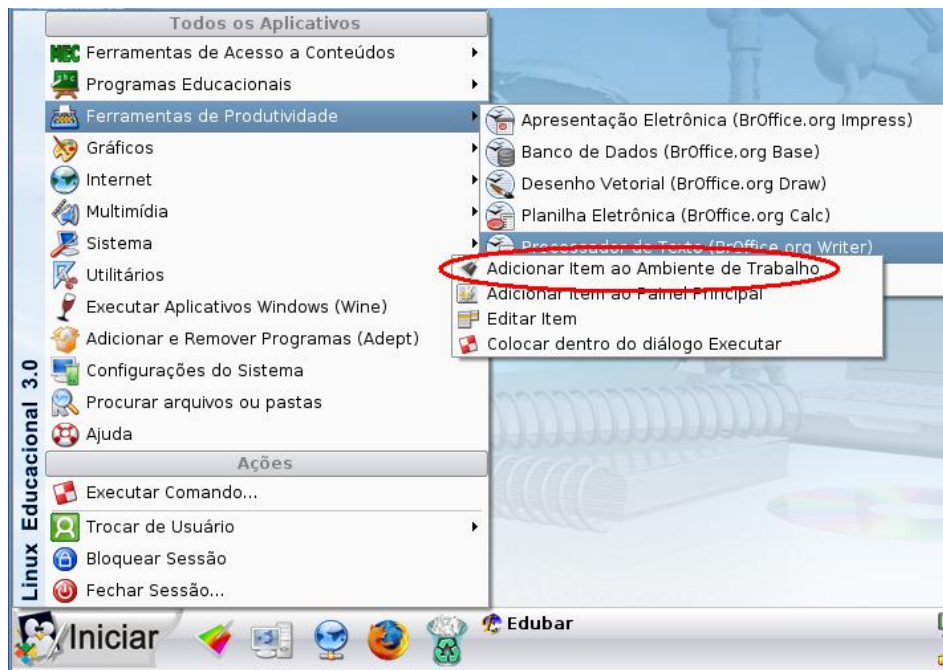 Todos os Aplicativos
MEC Ferramentas de Acesso a Conteúdos
Programas Educacionais
Ferramentas de Produtividade
Gráficos
Internet
Multimídia
Sistema
Utilitários
Executar Aplicativos Windows (Wine)
Adicionar e Remover Programas (Adept)
Configurações do Sistema
Procurar arquivos ou pastas
Ajuda
Ações
Executar Comando...
Trocar de Usuário
Bloquear Sessão
Fechar Sessão...
Linux Educacional 3.0
Apresentação Eletrônica (BrOffice.org Impress)
Banco de Dados (BrOffice.org Base)
Desenho Vetorial (BrOffice.org Draw)
Planilha Eletrônica (BrOffice.org Calc)
Processador de Texto (BrOffice.org Writer)
Adicionar Item ao Ambiente de Trabalho
Adicionar Item ao Painel Principal
Editar Item
Colocar dentro do diálogo Executar
Iniciar
Edubar